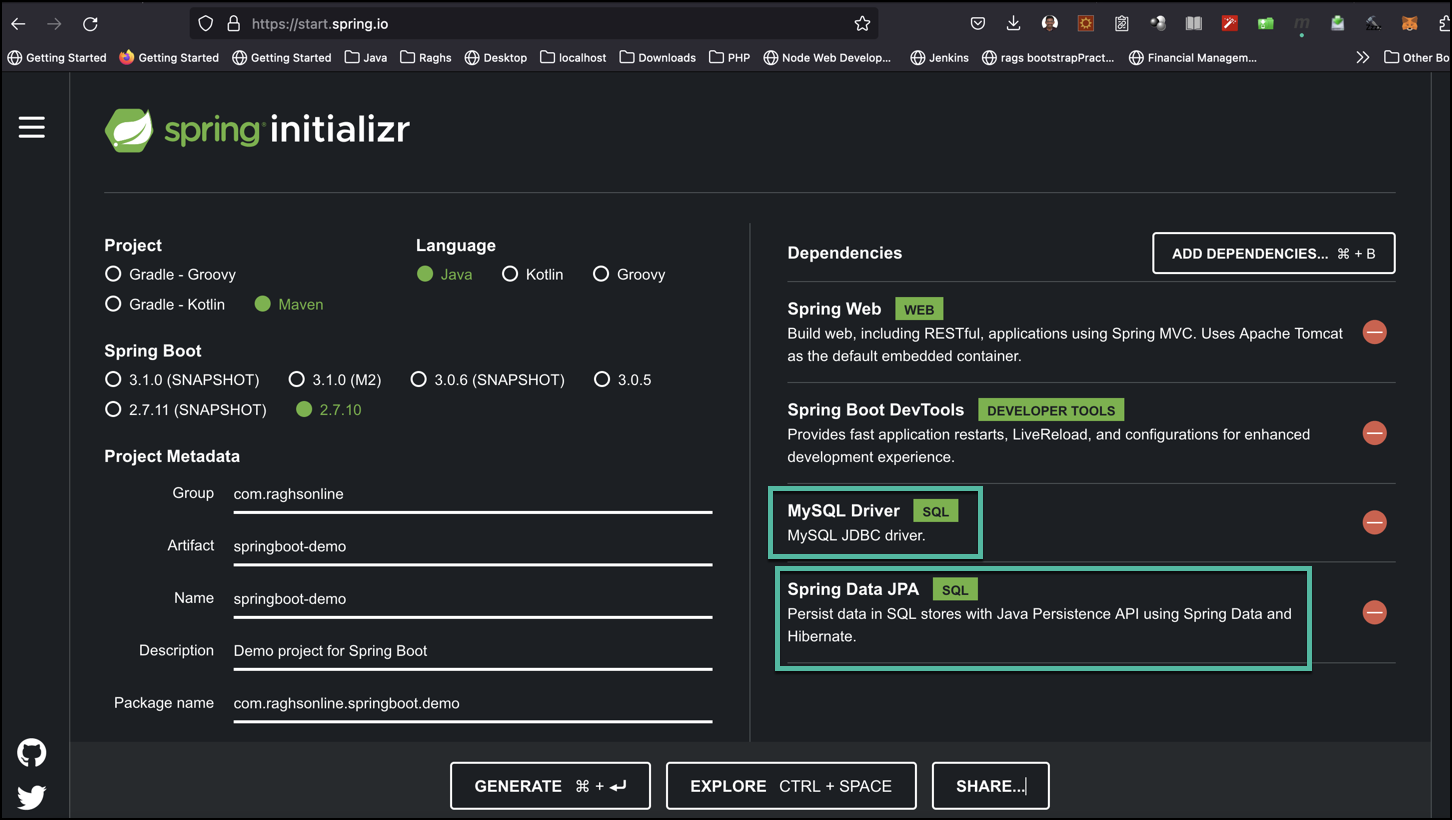 https://start.spring.io
Getting Started
Getting Started
Getting Started
Java
Raghs
Desktop
localhost
Downloads
PHP
Node Web Develop...
Jenkins
rags bootstrapPract...
Financial Managem...
Other Bo
spring initializr
Project
Gradle - Groovy
Gradle - Kotlin
Maven
Language
Java
Kotlin
Groovy
Spring Boot
3.1.0 (SNAPSHOT)
3.1.0 (M2)
3.0.6 (SNAPSHOT)
3.0.5
2.7.11 (SNAPSHOT)
2.7.10
Project Metadata
Group com.raghsonline
Artifact springboot-demo
Name springboot-demo
Description Demo project for Spring Boot
Package name com.raghsonline.springboot.demo
Dependencies
ADD DEPENDENCIES... ⌘ + B
Spring Web WEB
Build web, including RESTful, applications using Spring MVC. Uses Apache Tomcat
as the default embedded container.
Spring Boot DevTools DEVELOPER TOOLS
Provides fast application restarts, LiveReload, and configurations for enhanced
development experience.
MySQL Driver SQL
MySQL JDBC driver.
Spring Data JPA SQL
Persist data in SQL stores with Java Persistence API using Spring Data and
Hibernate.
GENERATE ⌘ + ⏎
EXPLORE CTRL + SPACE
SHARE...